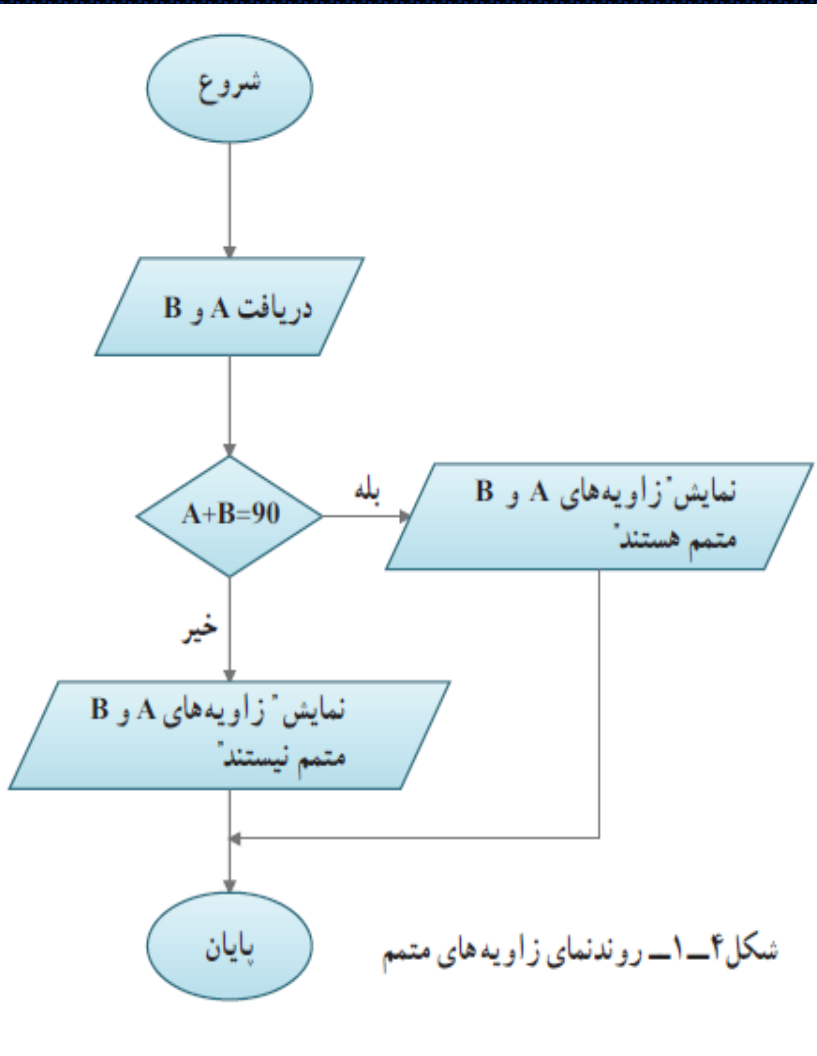 شروع
دریافت A و B
A+B=90
بله
نمایش"زاویه‌های A و B
متمم هستند"
خیر
نمایش" زاویه‌های A و B
متمم نیستند"
پایان
شکل۴ــ۱ــ روندنمای زاویه‌های متمم